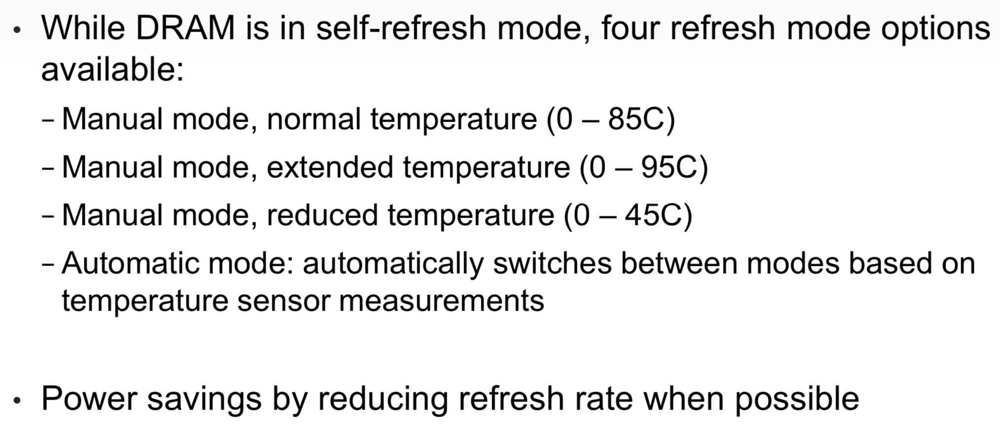 • While DRAM is in self-refresh mode, four refresh mode options
available:
– Manual mode, normal temperature (0 – 85C)
– Manual mode, extended temperature (0 – 95C)
– Manual mode, reduced temperature (0 – 45C)
– Automatic mode: automatically switches between modes based on
temperature sensor measurements
• Power savings by reducing refresh rate when possible